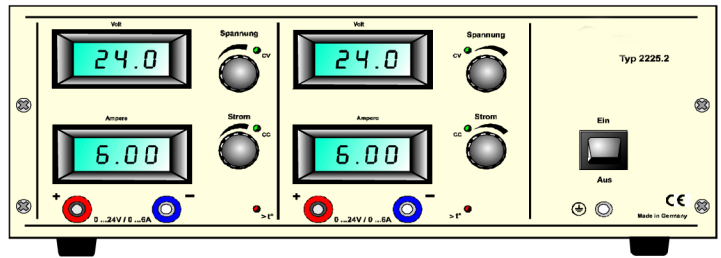 Volt
24.0
Spannung
CV
Ampere
6.00
Strom
CC
+ −
0 ...24V / 0 ...6A
> t°
Volt
24.0
Spannung
CV
Ampere
6.00
Strom
CC
+ −
0 ...24V / 0 ...6A
> t°
Typ 2225.2
Ein
Aus
CE
Made in Germany